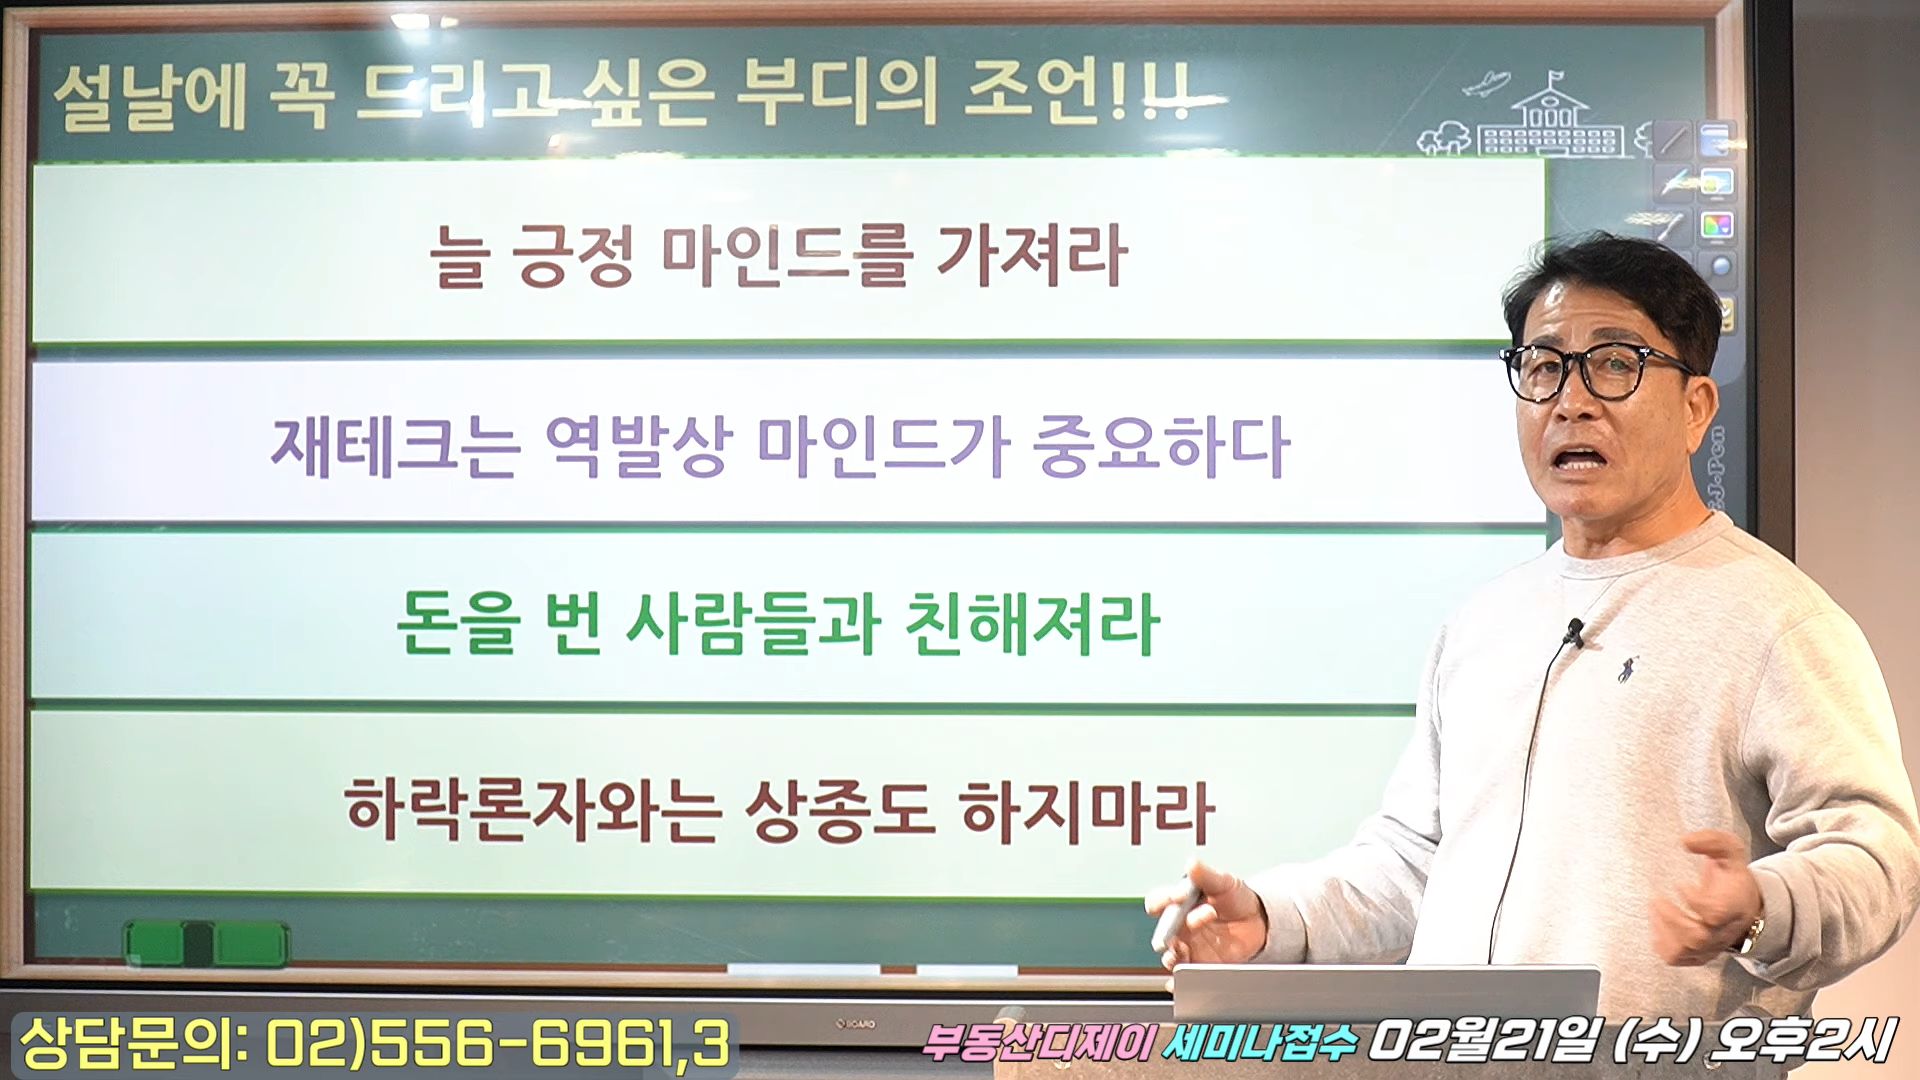 설날에 꼭 드리고 싶은 부디의 조언!!!
늘 긍정 마인드를 가져라
재테크는 역발상 마인드가 중요하다
돈을 번 사람들과 친해져라
하락론자와는 상종도 하지마라
상담문의: 02)556-6961,3
부동산디제이 세미나접수 02월21일 (수) 오후2시